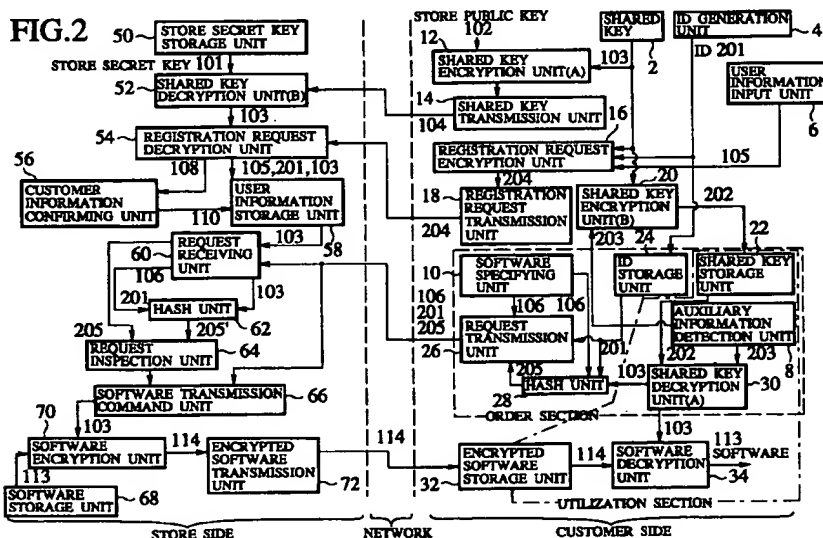 FIG.2
50
STORE SECRET KEY
STORAGE UNIT
STORE SECRET KEY 101
52
SHARED KEY
DECRYPTION UNIT(B)
103
54
REGISTRATION REQUEST
DECRYPTION UNIT
108
105,201,103
56
CUSTOMER
INFORMATION
CONFIRMING UNIT
110
USER
INFORMATION
STORAGE UNIT
58
103
60
REQUEST
RECEIVING
UNIT
106
201
103
HASH UNIT
62
205
205'
REQUEST
INSPECTION UNIT
64
SOFTWARE TRANSMISSION
COMMAND UNIT
66
70
103
SOFTWARE
ENCRYPTION UNIT
114
ENCRYPTED
SOFTWARE
TRANSMISSION
UNIT
72
113
SOFTWARE
STORAGE UNIT
68
STORE SIDE
NETWORK
STORE PUBLIC KEY
102
12
SHARED KEY
ENCRYPTION UNIT(A)
103
SHARED
KEY
2
ID GENERATION
UNIT
4
ID 201
14
SHARED KEY
TRANSMISSION UNIT
104
USER
INFORMATION
INPUT UNIT
6
16
REGISTRATION REQUEST
ENCRYPTION UNIT
105
204
20
18
REGISTRATION
REQUEST
TRANSMISSION
UNIT
204
SHARED KEY
ENCRYPTION
UNIT(B)
202
203
24
22
10
SOFTWARE
SPECIFYING
UNIT
ID STORAGE
UNIT
SHARED KEY
STORAGE
UNIT
106
201
205
106
106
REQUEST
TRANSMISSION
UNIT
26
AUXILIARY
INFORMATION
DETECTION UNIT
8
201
202
203
205
103
HASH UNIT
28
SHARED KEY
DECRYPTION
UNIT(A)
30
ORDER SECTION
103
114
ENCRYPTED
SOFTWARE
STORAGE
UNIT
32
114
SOFTWARE
DECRYPTION
UNIT
34
113
SOFTWARE
UTILIZATION SECTION
CUSTOMER SIDE